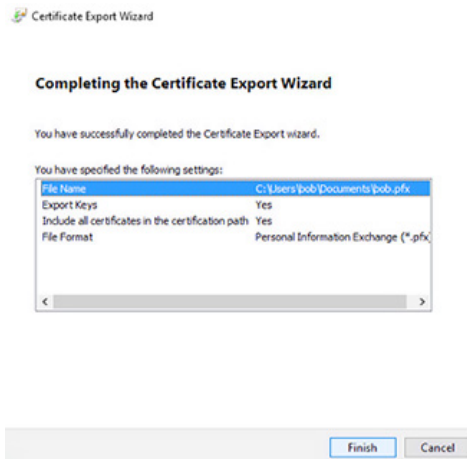 Certificate Export Wizard
Completing the Certificate Export Wizard
You have successfully completed the Certificate Export wizard.
You have specified the following settings:
File Name C:\Users\bob\Documents\bob.pfx
Export Keys Yes
Include all certificates in the certification path Yes
File Format Personal Information Exchange (*.pfx
Finish Cancel